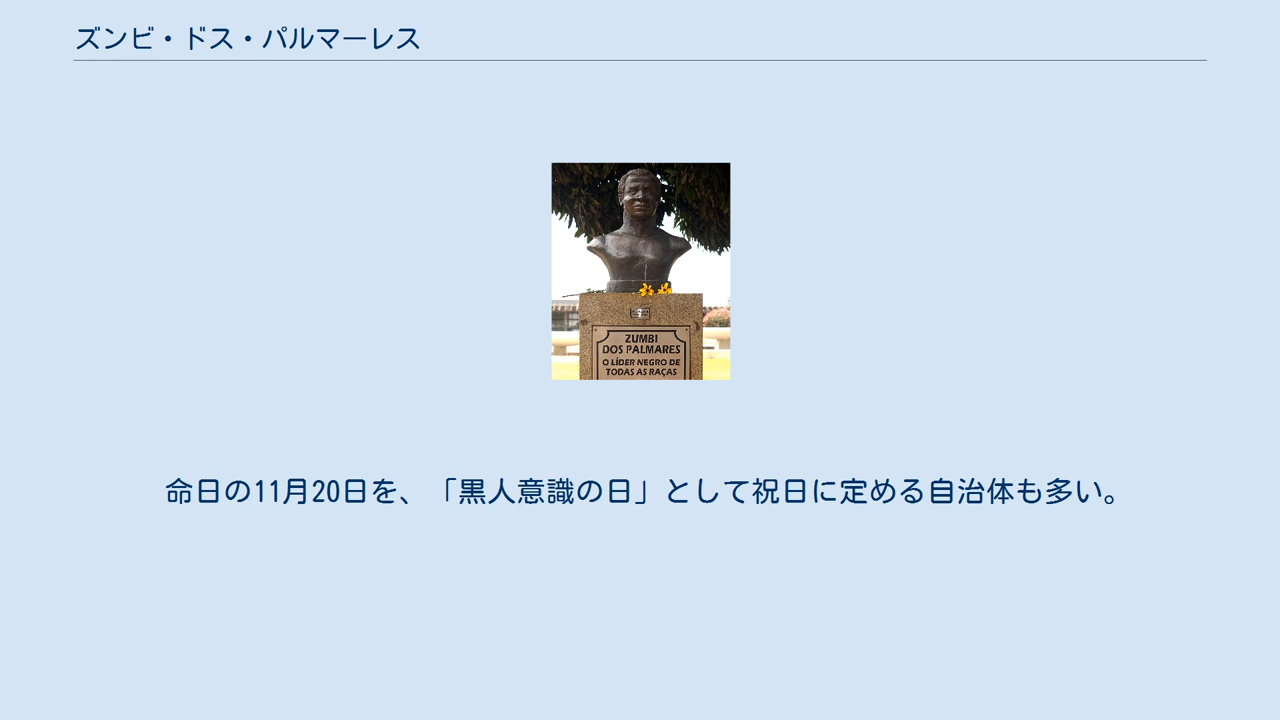 ズンビ・ドス・パルマーレス
ZUMBI
DOS PALMARES
O LÍDER NEGRO DE
TODAS AS RAÇAS
命日の11月20日を、「黒人意識の日」として祝日に定める自治体も多い。